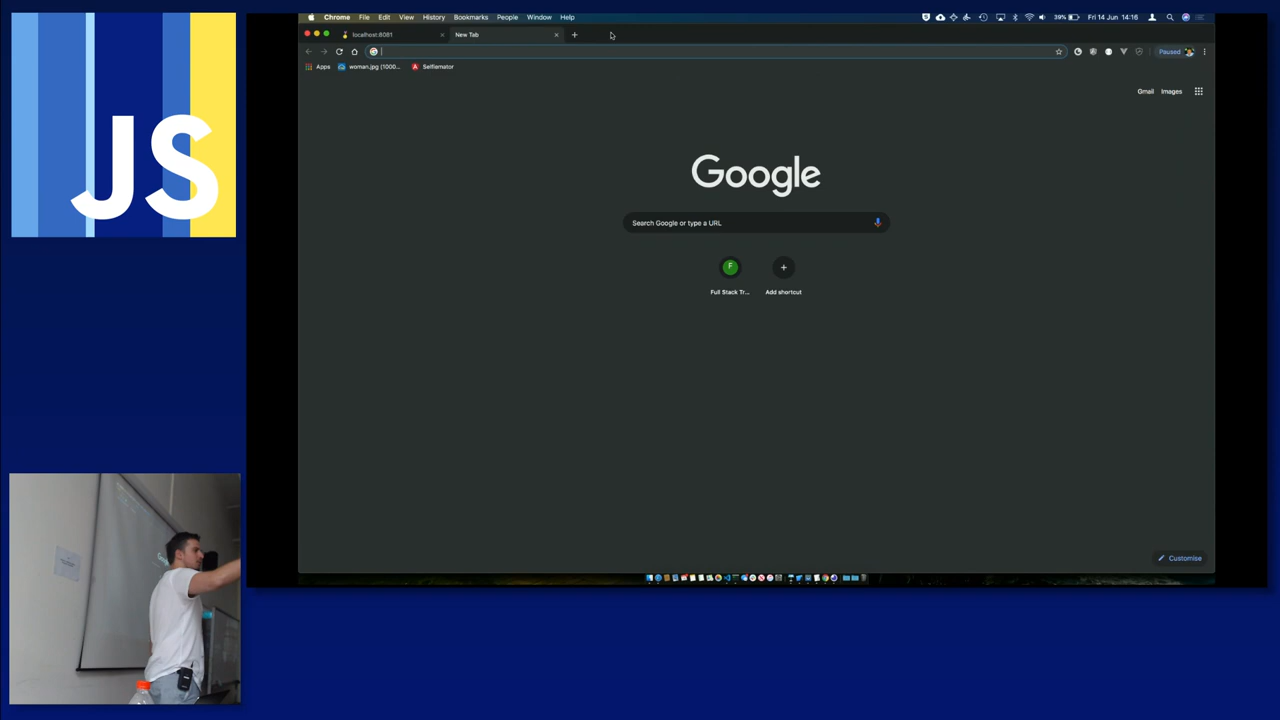 JS
Chrome File Edit View History Bookmarks People Window Help
39% Fri 14 Jun 14:16
localhost:8081
New Tab
Paused
Apps woman.jpg (1000... Selfiemator
Gmail Images
Google
Search Google or type a URL
F
Full Stack Tr... Add shortcut
Customise